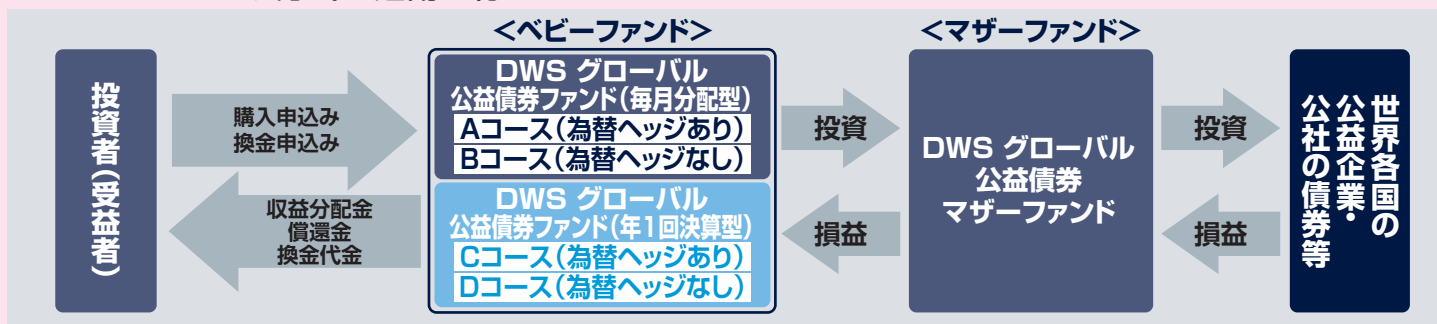 投資者(受益者)
購入申込み
換金申込み
収益分配金
償還金
換金代金
<ベビーファンド>
DWS グローバル
公益債券ファンド(毎月分配型)
Aコース(為替ヘッジあり)
Bコース(為替ヘッジなし)
DWS グローバル
公益債券ファンド(年1回決算型)
Cコース(為替ヘッジあり)
Dコース(為替ヘッジなし)
投資
損益
<マザーファンド>
DWS グローバル
公益債券
マザーファンド
投資
損益
世界各国の
公益企業・
公社の債券等